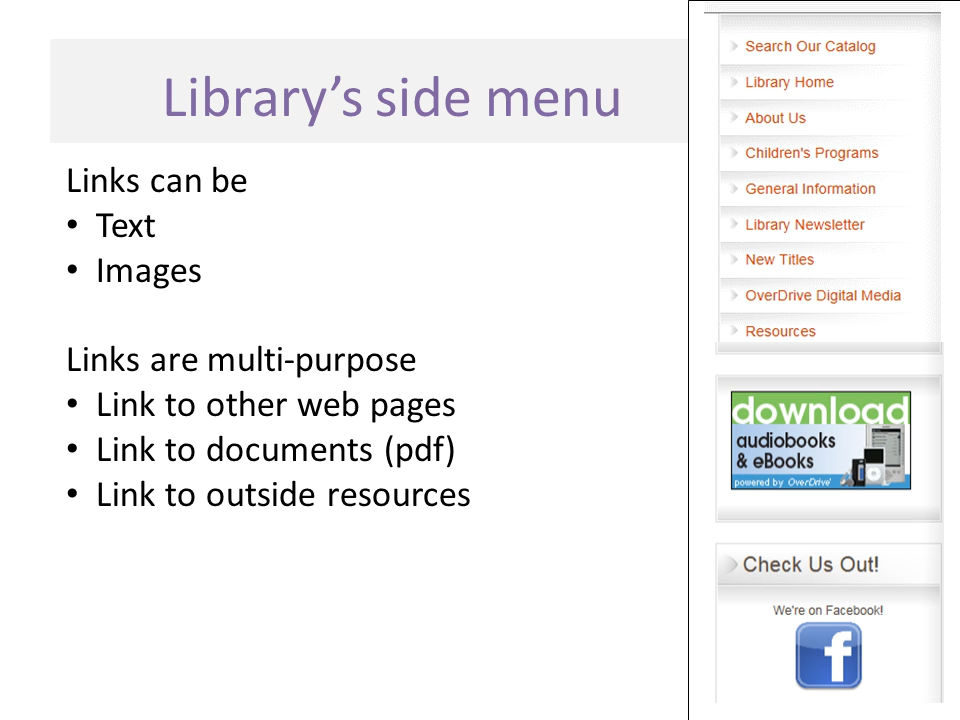 Library’s side menu
Links can be
• Text
• Images
Links are multi-purpose
• Link to other web pages
• Link to documents (pdf)
• Link to outside resources
Search Our Catalog
Library Home
About Us
Children's Programs
General Information
Library Newsletter
New Titles
OverDrive Digital Media
Resources
download
audiobooks
& eBooks
powered by OverDrive
Check Us Out!
We're on Facebook!
f